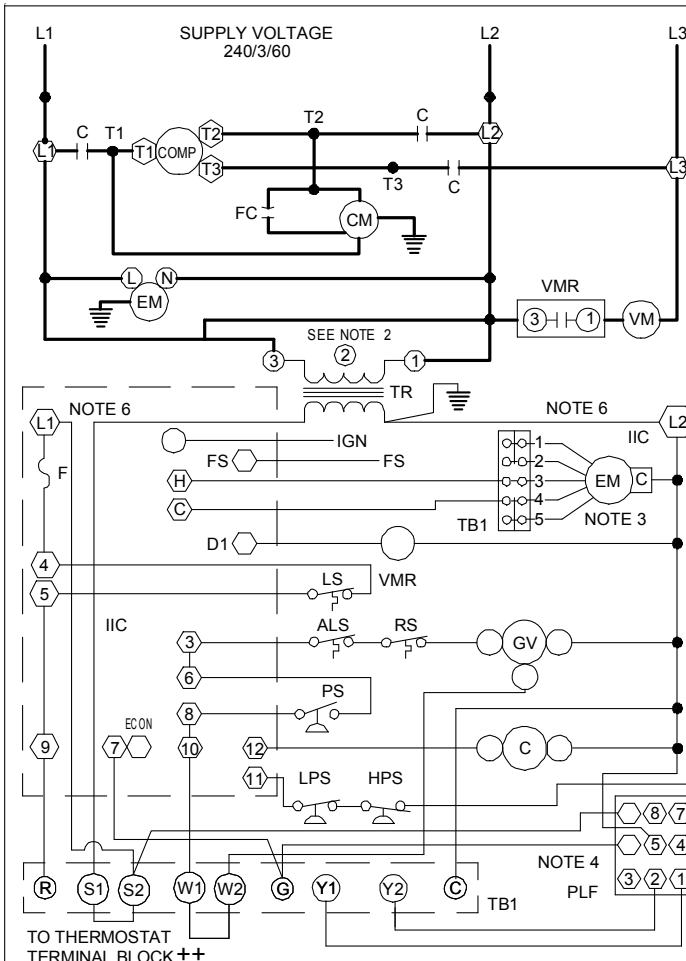 L1 SUPPLY VOLTAGE L2 L3
240/3/60
C T1 T2 T2 C
L1 T1 COMP T3 L2
T3 C L3
FC CM
L N
EM
VMR
3 1 VM
SEE NOTE 2
3 2 1
TR
NOTE 6 NOTE 6
L1 L2
IGN IIC
F FS FS 1
2
H 3 EM C
C 4
TB1 5 NOTE 3
D1
4 VMR
LS
5
IIC ALS RS
3 GV
6
PS
8
ECON
9 7 10 12 C
11
LPS HPS
8 7
5 4
NOTE 4
3 2 1
PLF
R S1 S2 W1 W2 G Y1 Y2 C
TB1
TO THERMOSTAT
TERMINAL BLOCK ++